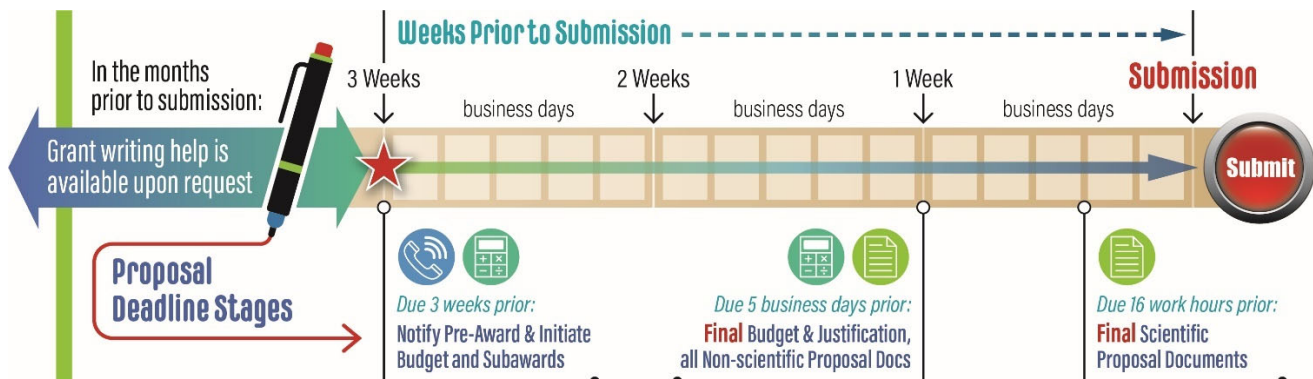 Weeks Prior to Submission
In the months
prior to submission:
3 Weeks
2 Weeks
1 Week
Submission
business days
business days
business days
Grant writing help is
available upon request
Submit
Proposal
Deadline Stages
Due 3 weeks prior:
Notify Pre-Award & Initiate
Budget and Subawards
Due 5 business days prior:
Final Budget & Justification,
all Non-scientific Proposal Docs
Due 16 work hours prior:
Final Scientific
Proposal Documents